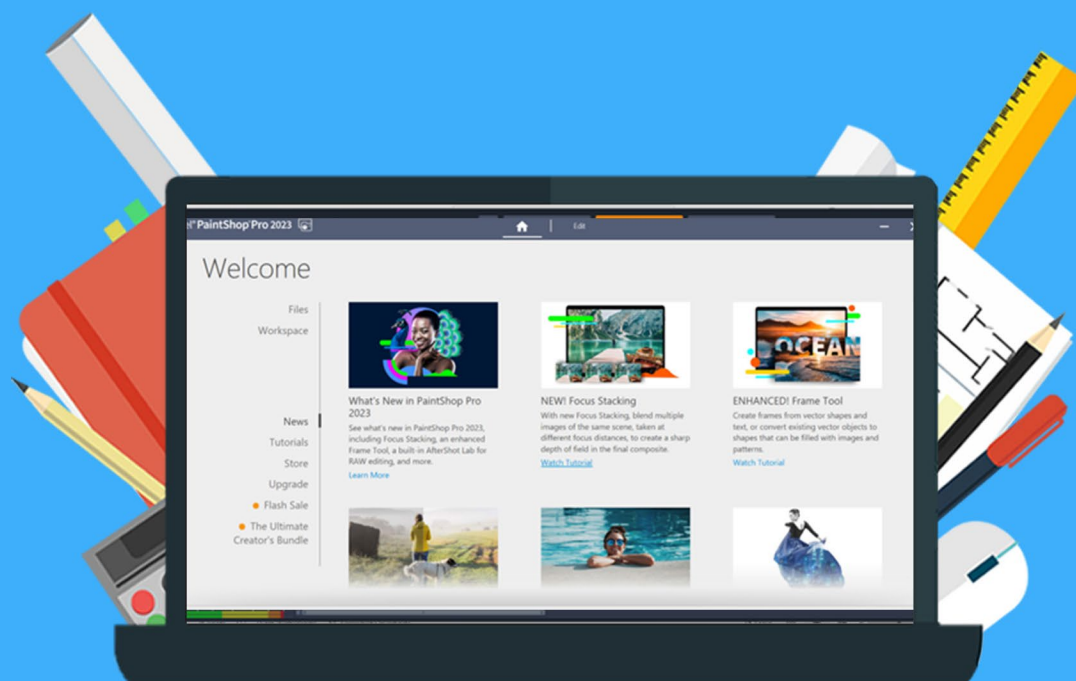 PaintShop Pro 2023
Edit
Welcome
Files
Workspace
News
Tutorials
Store
Upgrade
Flash Sale
The Ultimate
Creator's Bundle
What's New in PaintShop Pro
2023
See what's new in PaintShop Pro 2023,
including Focus Stacking, an enhanced
Frame Tool, a built-in AfterShot Lab for
RAW editing, and more.
Learn More
NEW! Focus Stacking
With new Focus Stacking, blend multiple
images of the same scene, taken at
different focus distances, to create a sharp
depth of field in the final composite.
Watch Tutorial
OCEAN
ENHANCED! Frame Tool
Create frames from vector shapes and
text, or convert existing vector objects to
shapes that can be filled with images and
patterns.
Watch Tutorial